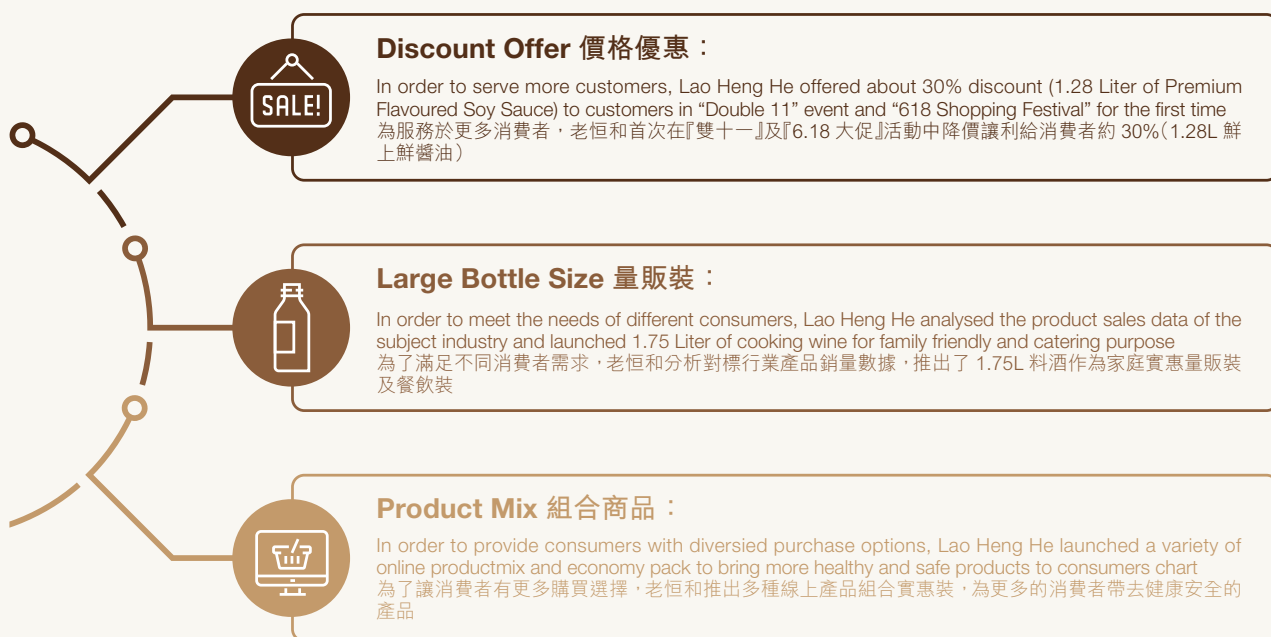 SALE!
Discount Offer 價格優惠：
In order to serve more customers, Lao Heng He offered about 30% discount (1.28 Liter of Premium
Flavoured Soy Sauce) to customers in “Double 11” event and “618 Shopping Festival” for the first time
為服務於更多消費者，老恒和首次在『雙十一』及『6.18 大促』活動中降價讓利給消費者約 30%（1.28L 鮮
上鮮醬油）
Large Bottle Size 量販裝：
In order to meet the needs of different consumers, Lao Heng He analysed the product sales data of the
subject industry and launched 1.75 Liter of cooking wine for family friendly and catering purpose
為了滿足不同消費者需求，老恒和分析對標行業產品銷量數據，推出了 1.75L 料酒作為家庭實惠量販裝
及餐飲裝
Product Mix 組合商品：
In order to provide consumers with diversied purchase options, Lao Heng He launched a variety of
online productmix and economy pack to bring more healthy and safe products to consumers chart
為了讓消費者有更多購買選擇，老恒和推出多種線上產品組合實惠裝，為更多的消費者帶去健康安全的
產品